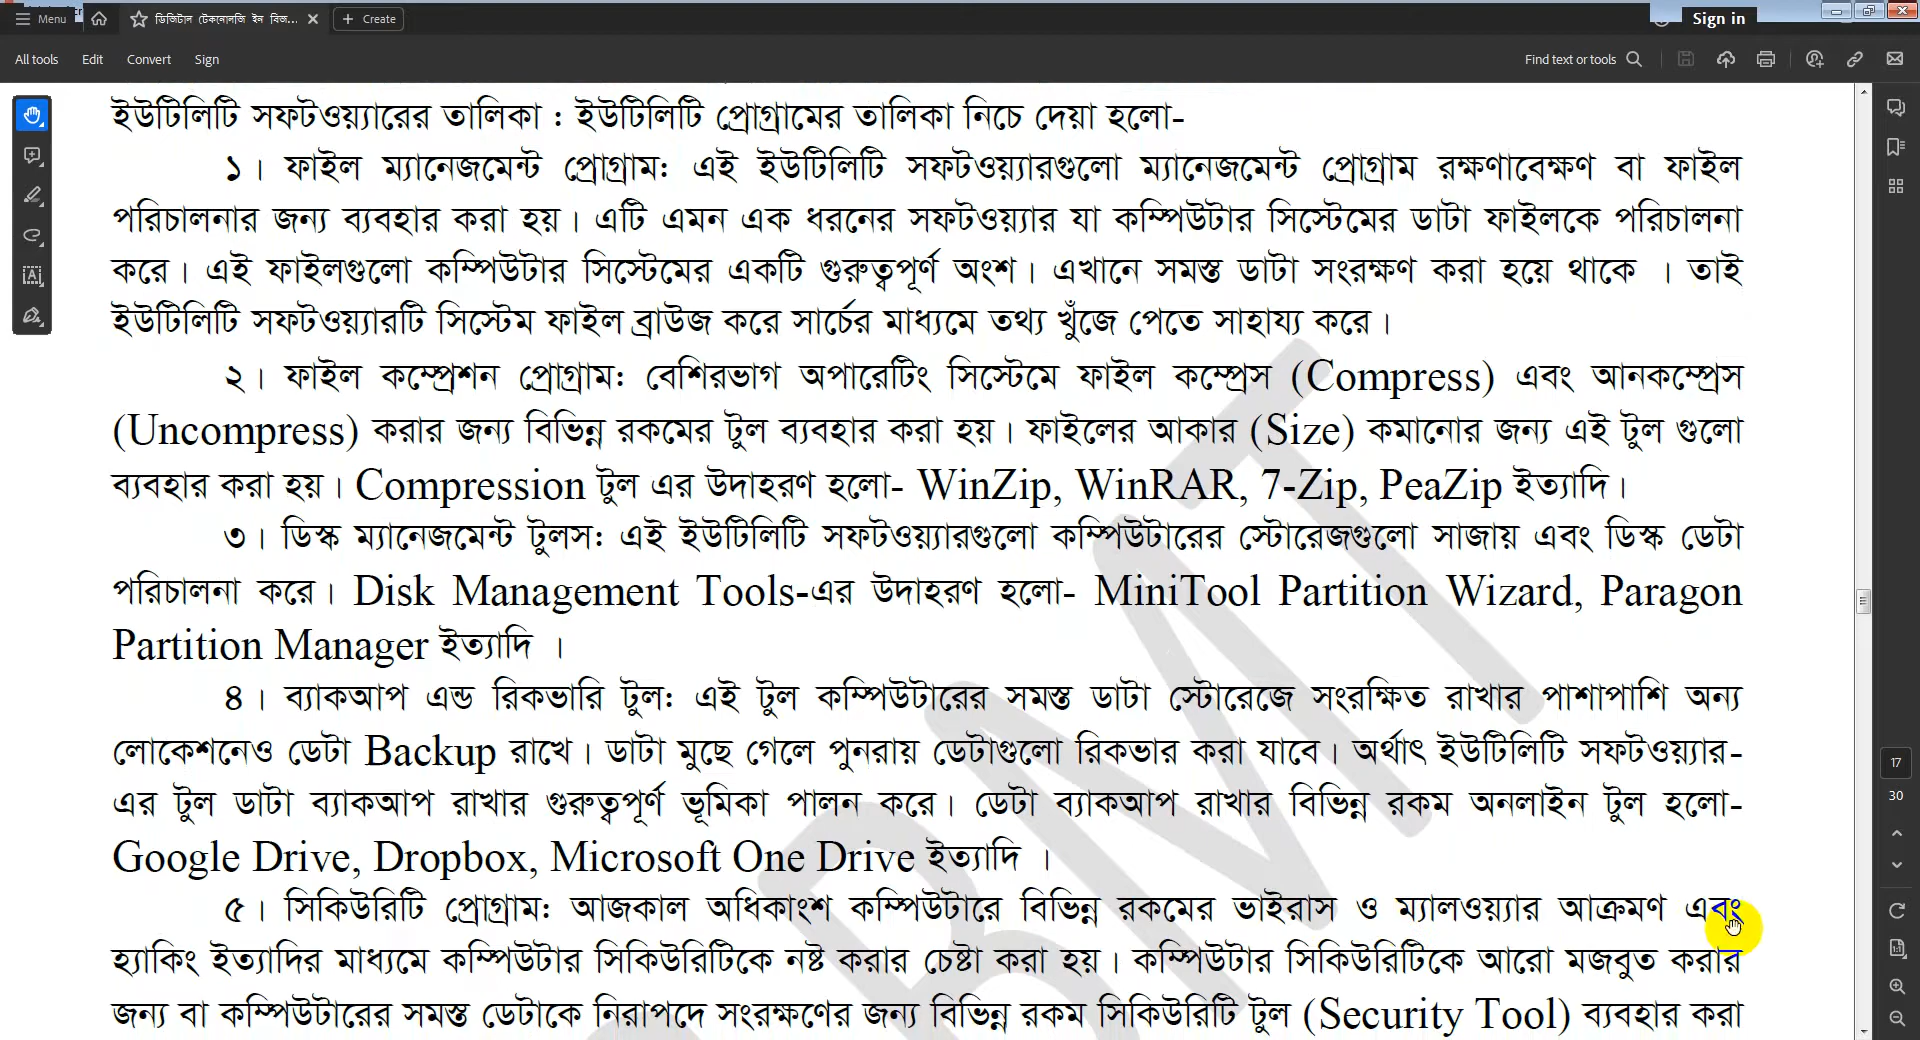 Menu
ডিজিটাল টেকনোলজি ইন বিজ...
Create
Sign in
All tools Edit Convert Sign
Find text or tools
ইউটিলিটি সফটওয়্যারের তালিকা : ইউটিলিটি প্রোগ্রামের তালিকা নিচে দেয়া হলো-
১। ফাইল ম্যানেজমেন্ট প্রোগ্রাম: এই ইউটিলিটি সফটওয়্যারগুলো ম্যানেজমেন্ট প্রোগ্রাম রক্ষণাবেক্ষণ বা ফাইল
পরিচালনার জন্য ব্যবহার করা হয়। এটি এমন এক ধরনের সফটওয়্যার যা কম্পিউটার সিস্টেমের ডাটা ফাইলকে পরিচালনা
করে। এই ফাইলগুলো কম্পিউটার সিস্টেমের একটি গুরুত্বপূর্ণ অংশ। এখানে সমস্ত ডাটা সংরক্ষণ করা হয়ে থাকে । তাই
ইউটিলিটি সফটওয়্যারটি সিস্টেম ফাইল ব্রাউজ করে সার্চের মাধ্যমে তথ্য খুঁজে পেতে সাহায্য করে।
২। ফাইল কম্প্রেশন প্রোগ্রাম: বেশিরভাগ অপারেটিং সিস্টেমে ফাইল কম্প্রেস (Compress) এবং আনকম্প্রেস
(Uncompress) করার জন্য বিভিন্ন রকমের টুল ব্যবহার করা হয়। ফাইলের আকার (Size) কমানোর জন্য এই টুল গুলো
ব্যবহার করা হয়। Compression টুল এর উদাহরণ হলো- WinZip, WinRAR, 7-Zip, PeaZip ইত্যাদি।
৩। ডিস্ক ম্যানেজমেন্ট টুলস: এই ইউটিলিটি সফটওয়্যারগুলো কম্পিউটারের স্টোরেজগুলো সাজায় এবং ডিস্ক ডেটা
পরিচালনা করে। Disk Management Tools-এর উদাহরণ হলো- MiniTool Partition Wizard, Paragon
Partition Manager ইত্যাদি ।
৪। ব্যাকআপ এন্ড রিকভারি টুল: এই টুল কম্পিউটারের সমস্ত ডাটা স্টোরেজে সংরক্ষিত রাখার পাশাপাশি অন্য
লোকেশনেও ডেটা Backup রাখে। ডাটা মুছে গেলে পুনরায় ডেটাগুলো রিকভার করা যাবে। অর্থাৎ ইউটিলিটি সফটওয়্যার-
এর টুল ডাটা ব্যাকআপ রাখার গুরুত্বপূর্ণ ভূমিকা পালন করে। ডেটা ব্যাকআপ রাখার বিভিন্ন রকম অনলাইন টুল হলো-
Google Drive, Dropbox, Microsoft One Drive ইত্যাদি ।
৫। সিকিউরিটি প্রোগ্রাম: আজকাল অধিকাংশ কম্পিউটারে বিভিন্ন রকমের ভাইরাস ও ম্যালওয়্যার আক্রমণ এবং
হ্যাকিং ইত্যাদির মাধ্যমে কম্পিউটার সিকিউরিটিকে নষ্ট করার চেষ্টা করা হয়। কম্পিউটার সিকিউরিটিকে আরো মজবুত করার
জন্য বা কম্পিউটারের সমস্ত ডেটাকে নিরাপদে সংরক্ষণের জন্য বিভিন্ন রকম সিকিউরিটি টুল (Security Tool) ব্যবহার করা
17
30